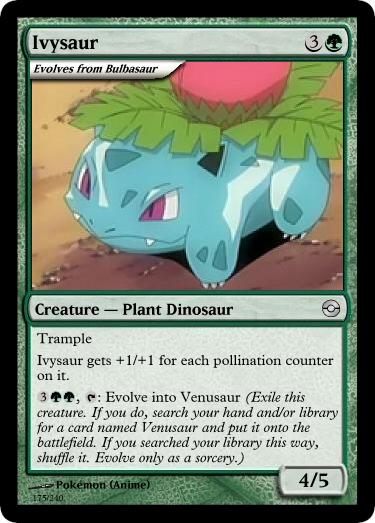 Ivysaur 3
Evolves from Bulbasaur
Creature — Plant Dinosaur
Trample
Ivysaur gets +1/+1 for each pollination counter
on it.
3, : Evolve into Venusaur (Exile this
creature. If you do, search your hand and/or library
for a card named Venusaur and put it onto the
battlefield. If you searched your library this way,
shuffle it. Evolve only as a sorcery.)
4/5
Pokémon (Anime)
175/240